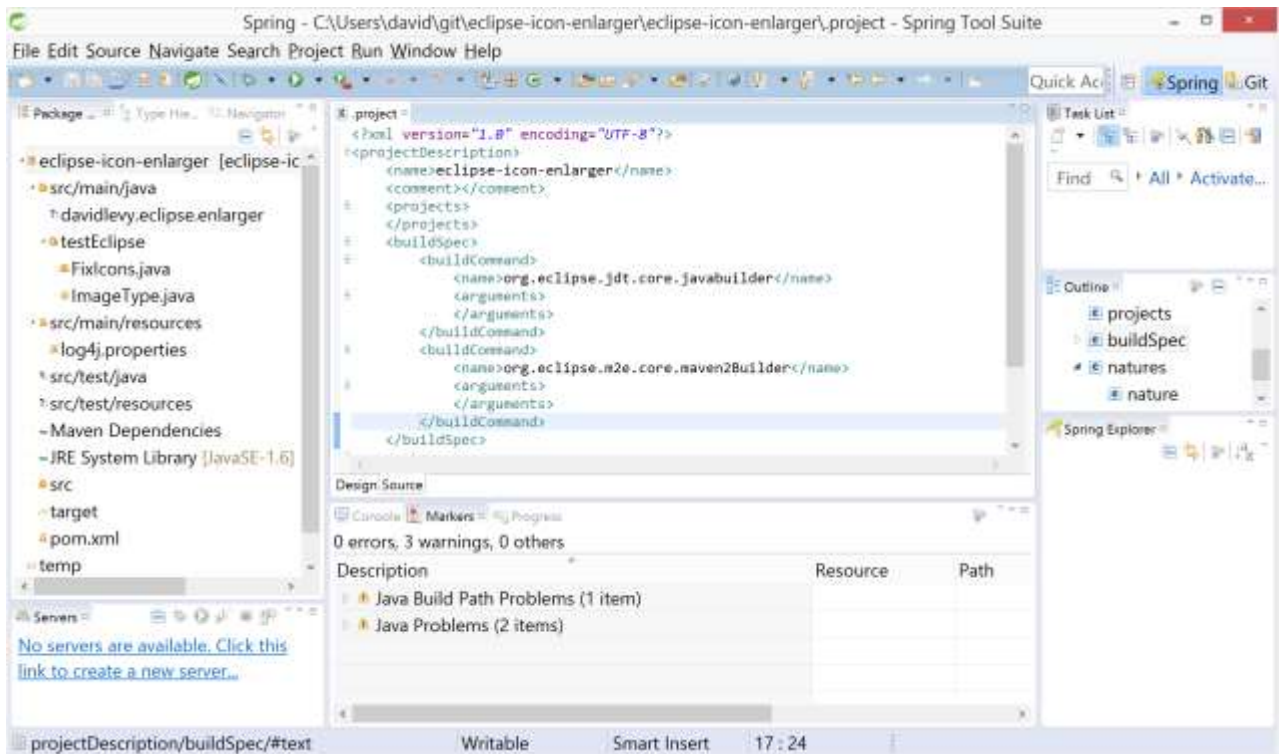 Spring - C:\Users\david\git\eclipse-icon-enlarger\eclipse-icon-enlarger\.project - Spring Tool Suite
File Edit Source Navigate Search Project Run Window Help
Quick Ac Spring Git
Package Type Hie... Navigator
eclipse-icon-enlarger [eclipse-ic
src/main/java
davidlevy.eclipse.enlarger
testEclipse
FixIcons.java
ImageType.java
src/main/resources
log4j.properties
src/test/java
src/test/resources
Maven Dependencies
JRE System Library [JavaSE-1.6]
src
target
pom.xml
temp
Servers
No servers are available. Click this
link to create a new server...
.project
<?xml version="1.0" encoding="UTF-8"?>
<projectDescription>
<name>eclipse-icon-enlarger</name>
<comment></comment>
<projects>
</projects>
<buildSpec>
<buildCommand>
<name>org.eclipse.jdt.core.javabuilder</name>
<arguments>
</arguments>
</buildCommand>
<buildCommand>
<name>org.eclipse.m2e.core.maven2Builder</name>
<arguments>
</arguments>
</buildCommand>
</buildSpec>
Design Source
Console Markers Progress
0 errors, 3 warnings, 0 others
Description Resource Path
Java Build Path Problems (1 item)
Java Problems (2 items)
Task List
Find All Activate...
Outline
projects
buildSpec
natures
nature
Spring Explorer
projectDescription/buildSpec/#text Writable Smart Insert 17 : 24